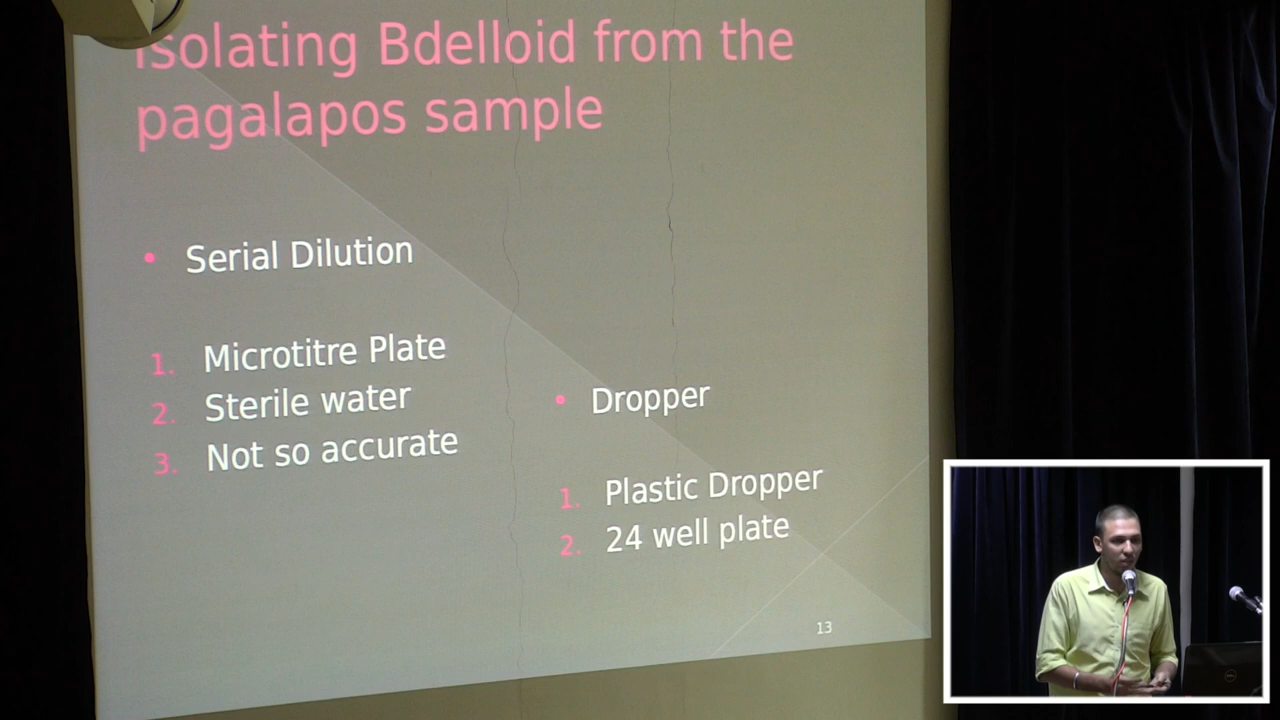 Isolating Bdelloid from the
pagalapos sample
• Serial Dilution
1. Microtitre Plate
2. Sterile water
3. Not so accurate
• Dropper
1. Plastic Dropper
2. 24 well plate
13
DELL